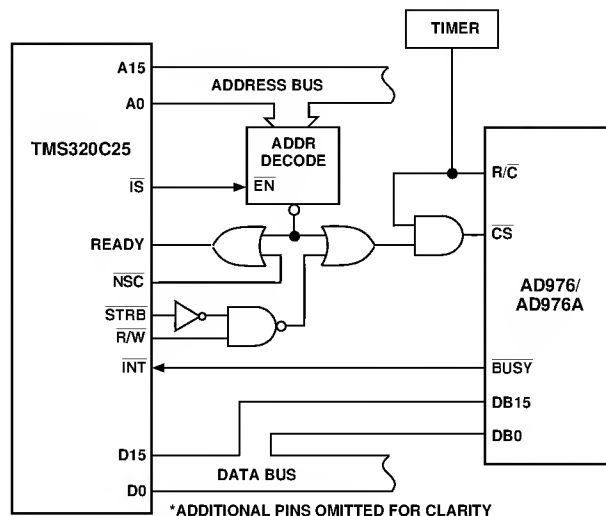 TIMER
A15
ADDRESS BUS
A0
TMS320C25
ADDR
DECODE
IS
EN
R/C
READY
CS
NSC
AD976/
AD976A
STRB
R/W
INT
BUSY
DB15
DB0
D15
DATA BUS
D0
*ADDITIONAL PINS OMITTED FOR CLARITY